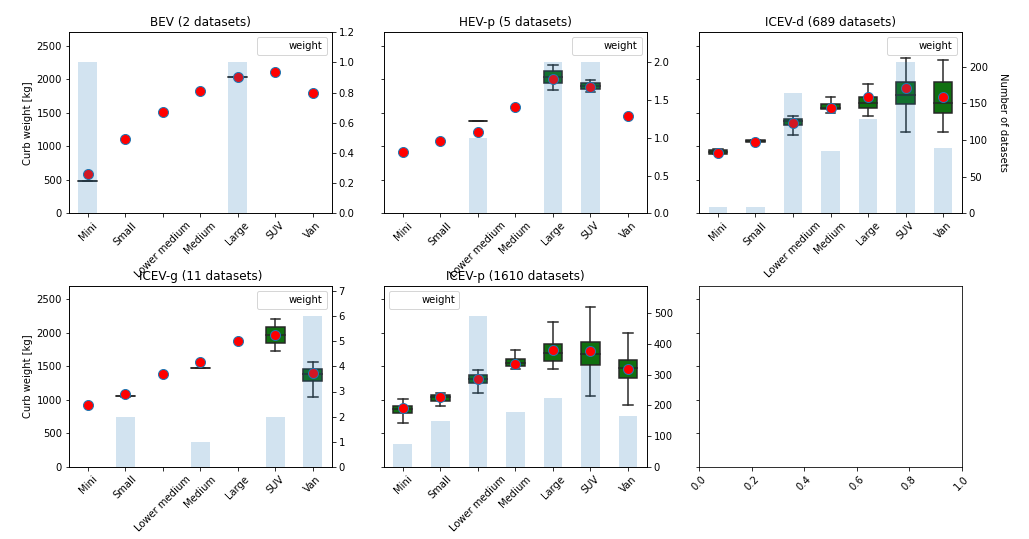 BEV (2 datasets)
HEV-p (5 datasets)
ICEV-d (689 datasets)
weight
weight
weight
Curb weight [kg]
2500
2000
1500
1000
500
0
1.2
1.0
0.8
0.6
0.4
0.2
0.0
2.0
1.5
1.0
0.5
0.0
200
150
100
50
0
Number of datasets
Mini Small Lower medium Medium Large SUV Van
Mini Small Lower medium Medium Large SUV Van
Mini Small Lower medium Medium Large SUV Van
ICEV-g (11 datasets)
ICEV-p (1610 datasets)
weight
weight
Curb weight [kg]
2500
2000
1500
1000
500
0
7
6
5
4
3
2
1
0
500
400
300
200
100
0
Mini Small Lower medium Medium Large SUV Van
Mini Small Lower medium Medium Large SUV Van
0.0 0.2 0.4 0.6 0.8 1.0